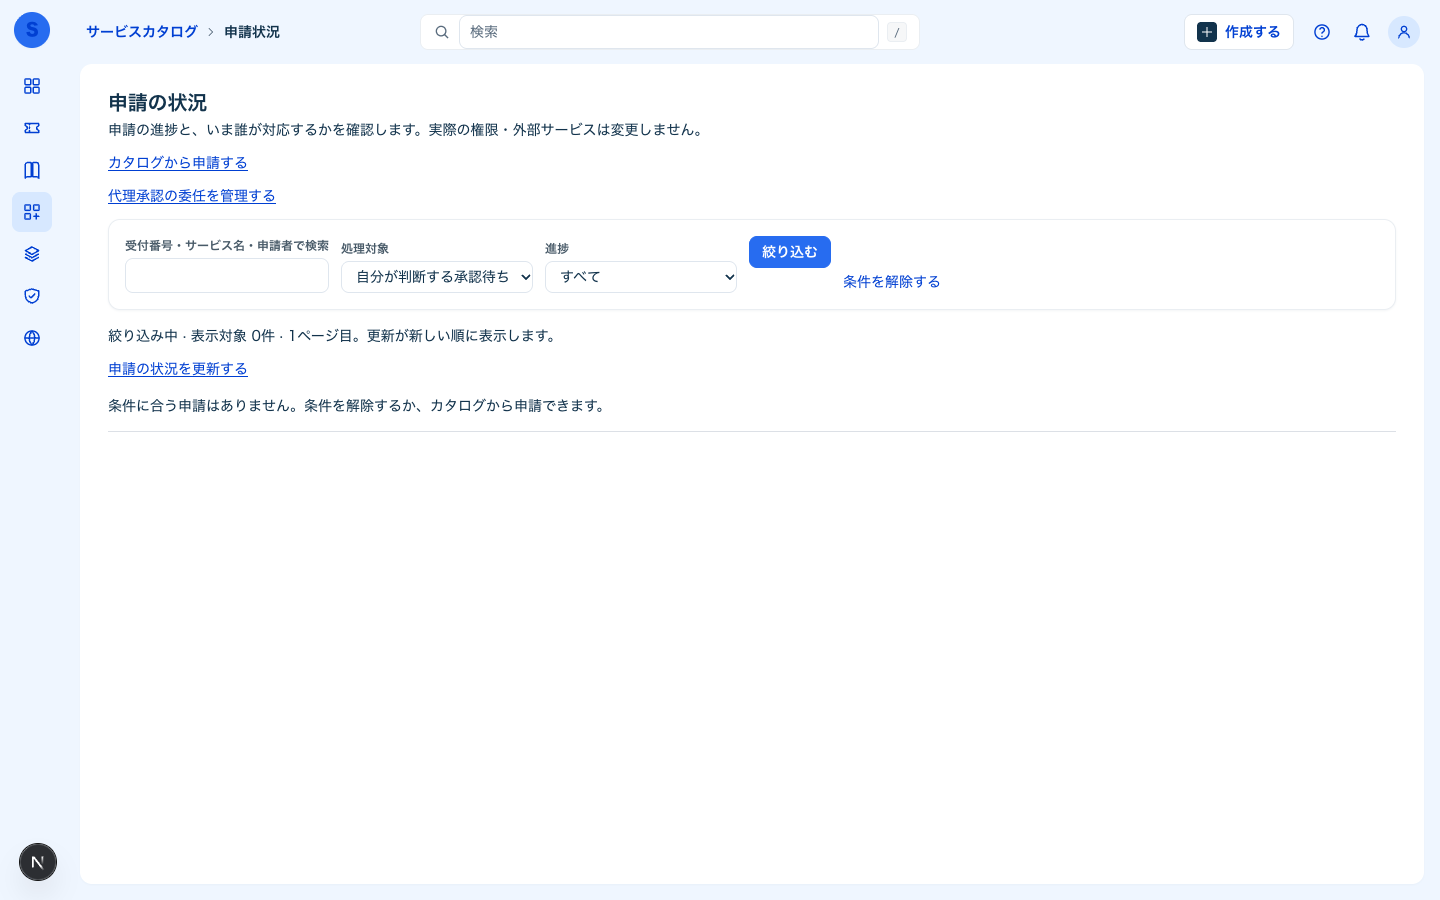 S
サービスカタログ > 申請状況
検索
/
作成する
申請の状況
申請の進捗と、いま誰が対応するかを確認します。実際の権限・外部サービスは変更しません。
カタログから申請する
代理承認の委任を管理する
受付番号・サービス名・申請者で検索
処理対象
進捗
自分が判断する承認待ち
すべて
絞り込む
条件を解除する
絞り込み中 · 表示対象 0件 · 1ページ目。更新が新しい順に表示します。
申請の状況を更新する
条件に合う申請はありません。条件を解除するか、カタログから申請できます。
N